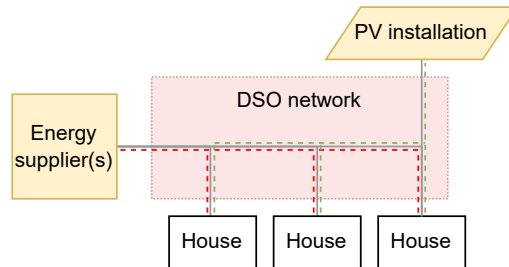 PV installation
DSO network
Energy
supplier(s)
House
House
House